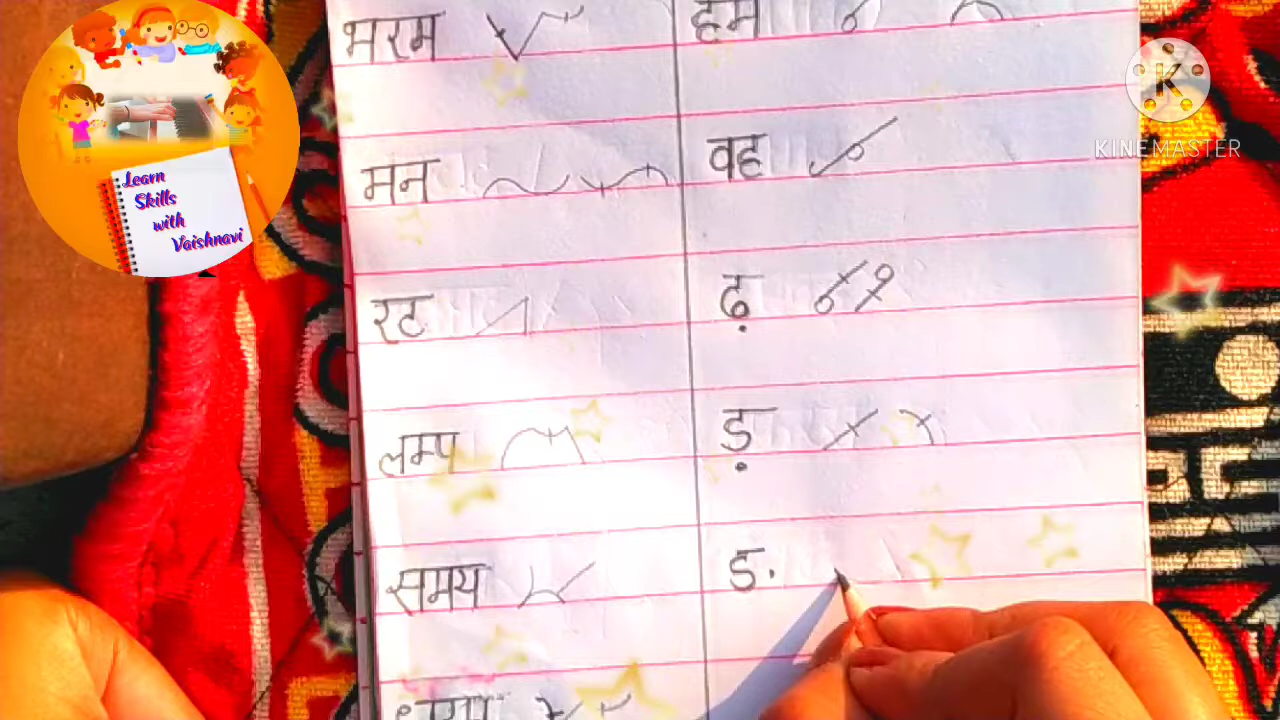 Learn
Skills
with
Vaishnavi
K
KINEMASTER
भरम
हम
मन
वह
रट
ढ़
लम्प
ड़
समय
ङ